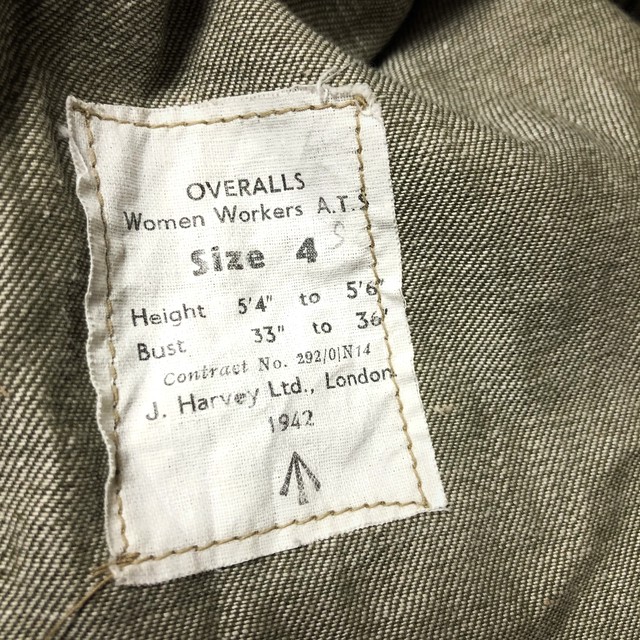 OVERALLS
Women Workers A.T.S
Size 4
S
Height 5'4" to 5'6"
Bust 33" to 36"
Contract No. 292/0/N14
J. Harvey Ltd., London.
1942